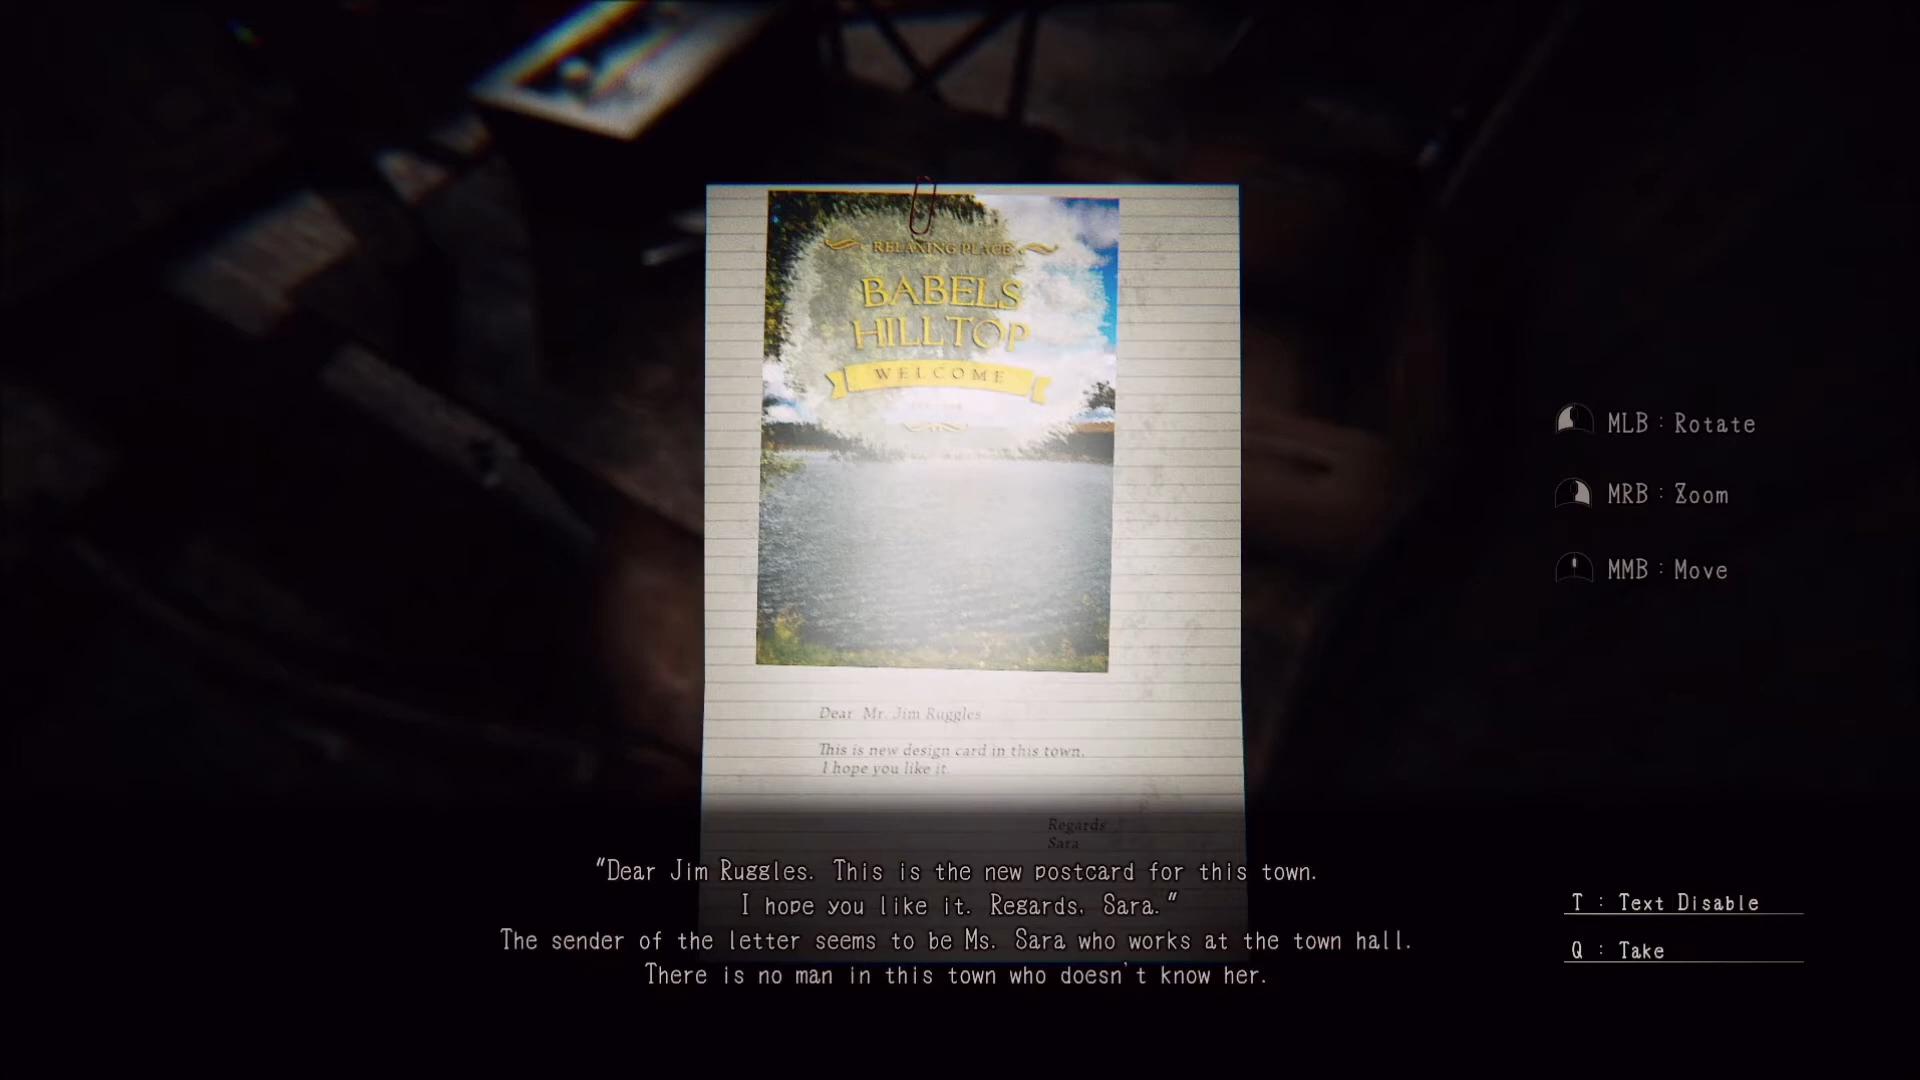 RELAXING PLACE
BABELS
HILLTOP
WELCOME
Dear Mr. Jim Ruggles
This is new design card in this town.
I hope you like it.
Regards
Sara
"Dear Jim Ruggles. This is the new postcard for this town.
I hope you like it. Regards, Sara."
The sender of the letter seems to be Ms. Sara who works at the town hall.
There is no man in this town who doesn't know her.
MLB : Rotate
MRB : Zoom
MMB : Move
T : Text Disable
Q : Take